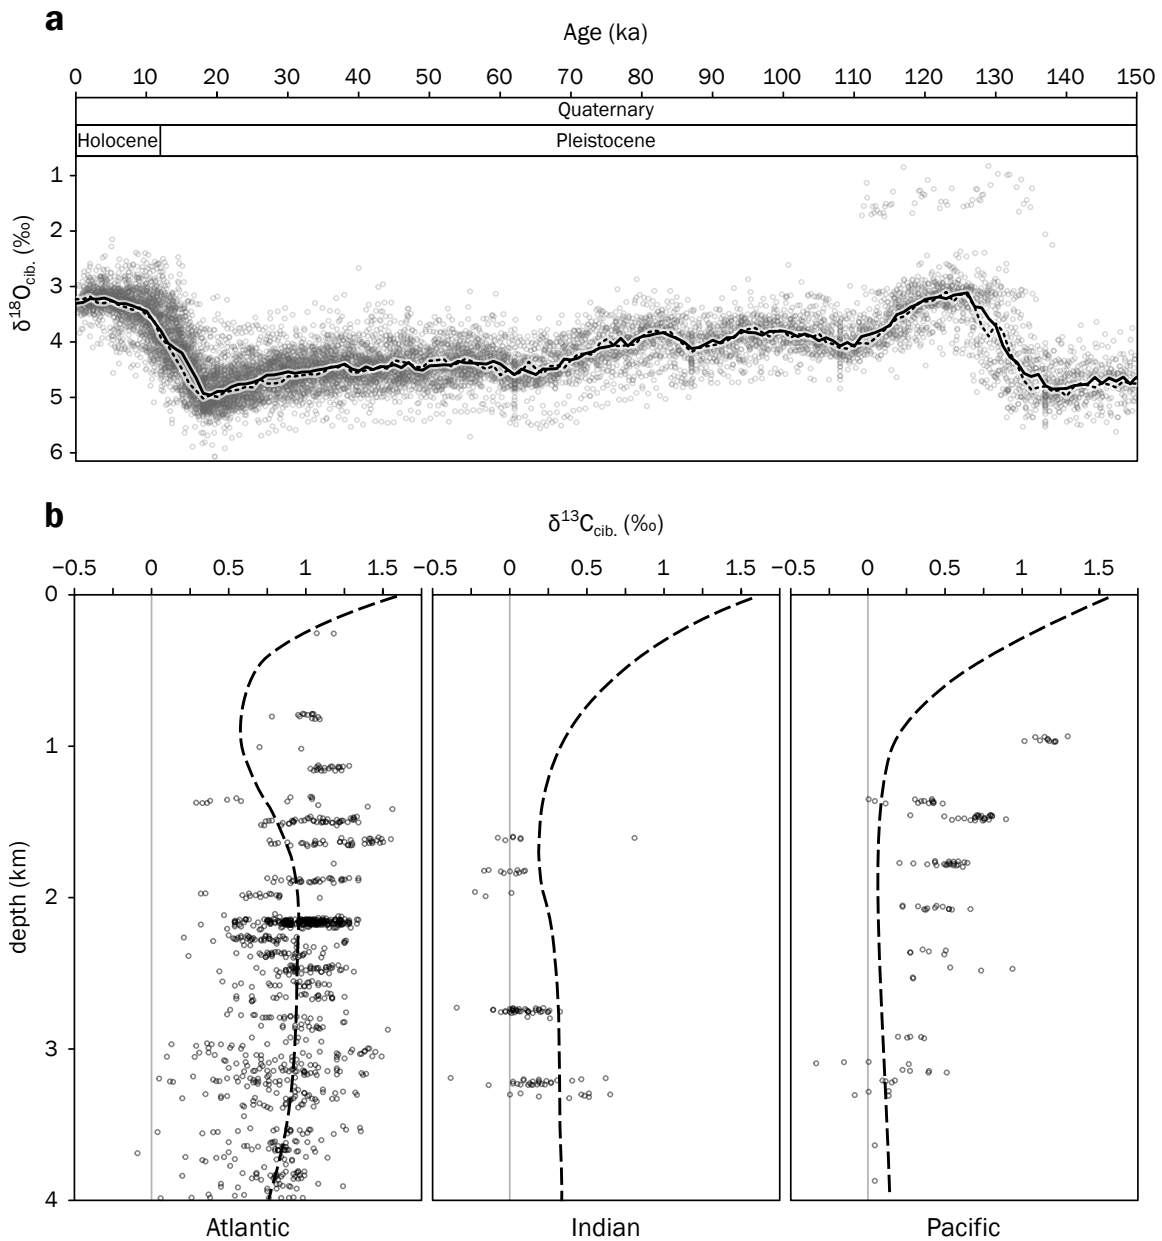 a
Age (ka)
0 10 20 30 40 50 60 70 80 90 100 110 120 130 140 150
Quaternary
Holocene Pleistocene
δ¹⁸O_cib. (‰)
1
2
3
4
5
6
b
δ¹³C_cib. (‰)
−0.5 0 0.5 1 1.5 −0.5 0 0.5 1 1.5 −0.5 0 0.5 1 1.5
depth (km)
0
1
2
3
4
Atlantic Indian Pacific